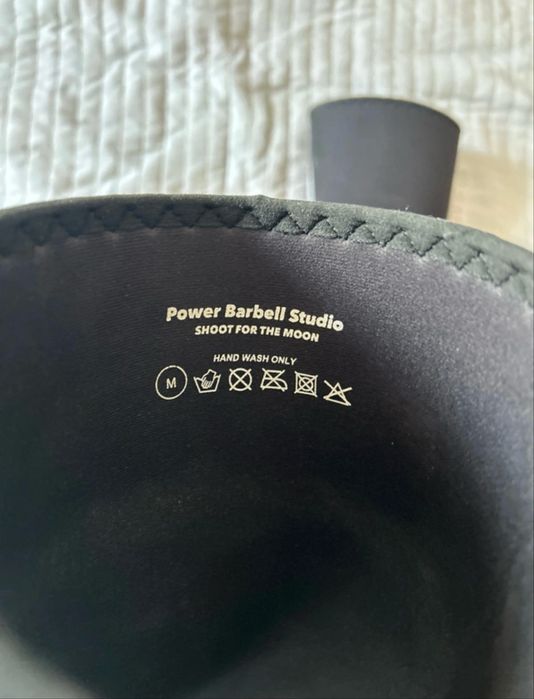 Power Barbell Studio
SHOOT FOR THE MOON
HAND WASH ONLY
M